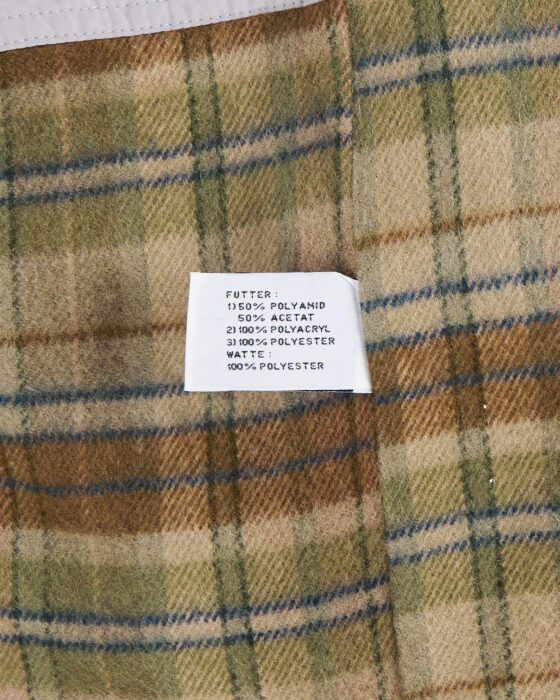 FUTTER:
1) 50% POLYAMID
50% ACETAT
2) 100% POLYACRYL
3) 100% POLYESTER
WATTE:
100% POLYESTER